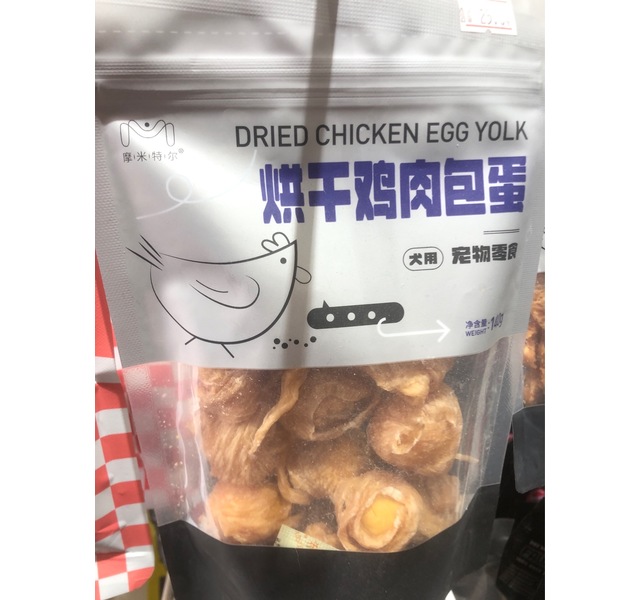 摩·米·特·尔®
DRIED CHICKEN EGG YOLK
烘干鸡肉包蛋
犬用 宠物零食
净含量:
WEIGHT: 140g